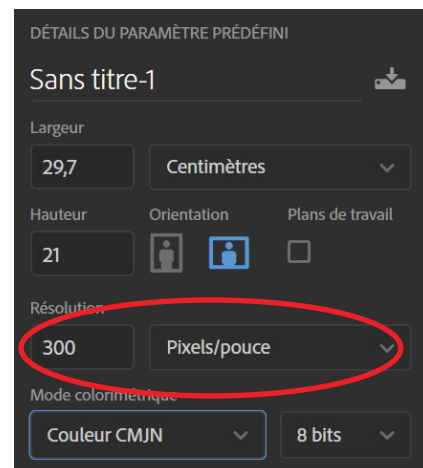 DÉTAILS DU PARAMÈTRE PRÉDÉFINI
Sans titre-1
Largeur
29,7 Centimètres
Hauteur Orientation Plans de travail
21
Résolution
300 Pixels/pouce
Mode colorimétrique
Couleur CMJN 8 bits